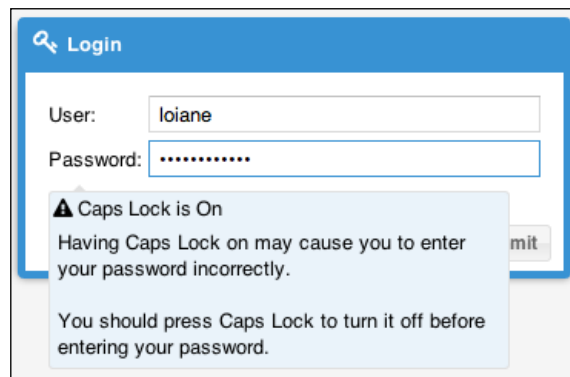 Login
User: loiane
Password: ••••••••••••
Caps Lock is On
Having Caps Lock on may cause you to enter
your password incorrectly.
You should press Caps Lock to turn it off before
entering your password.
mit